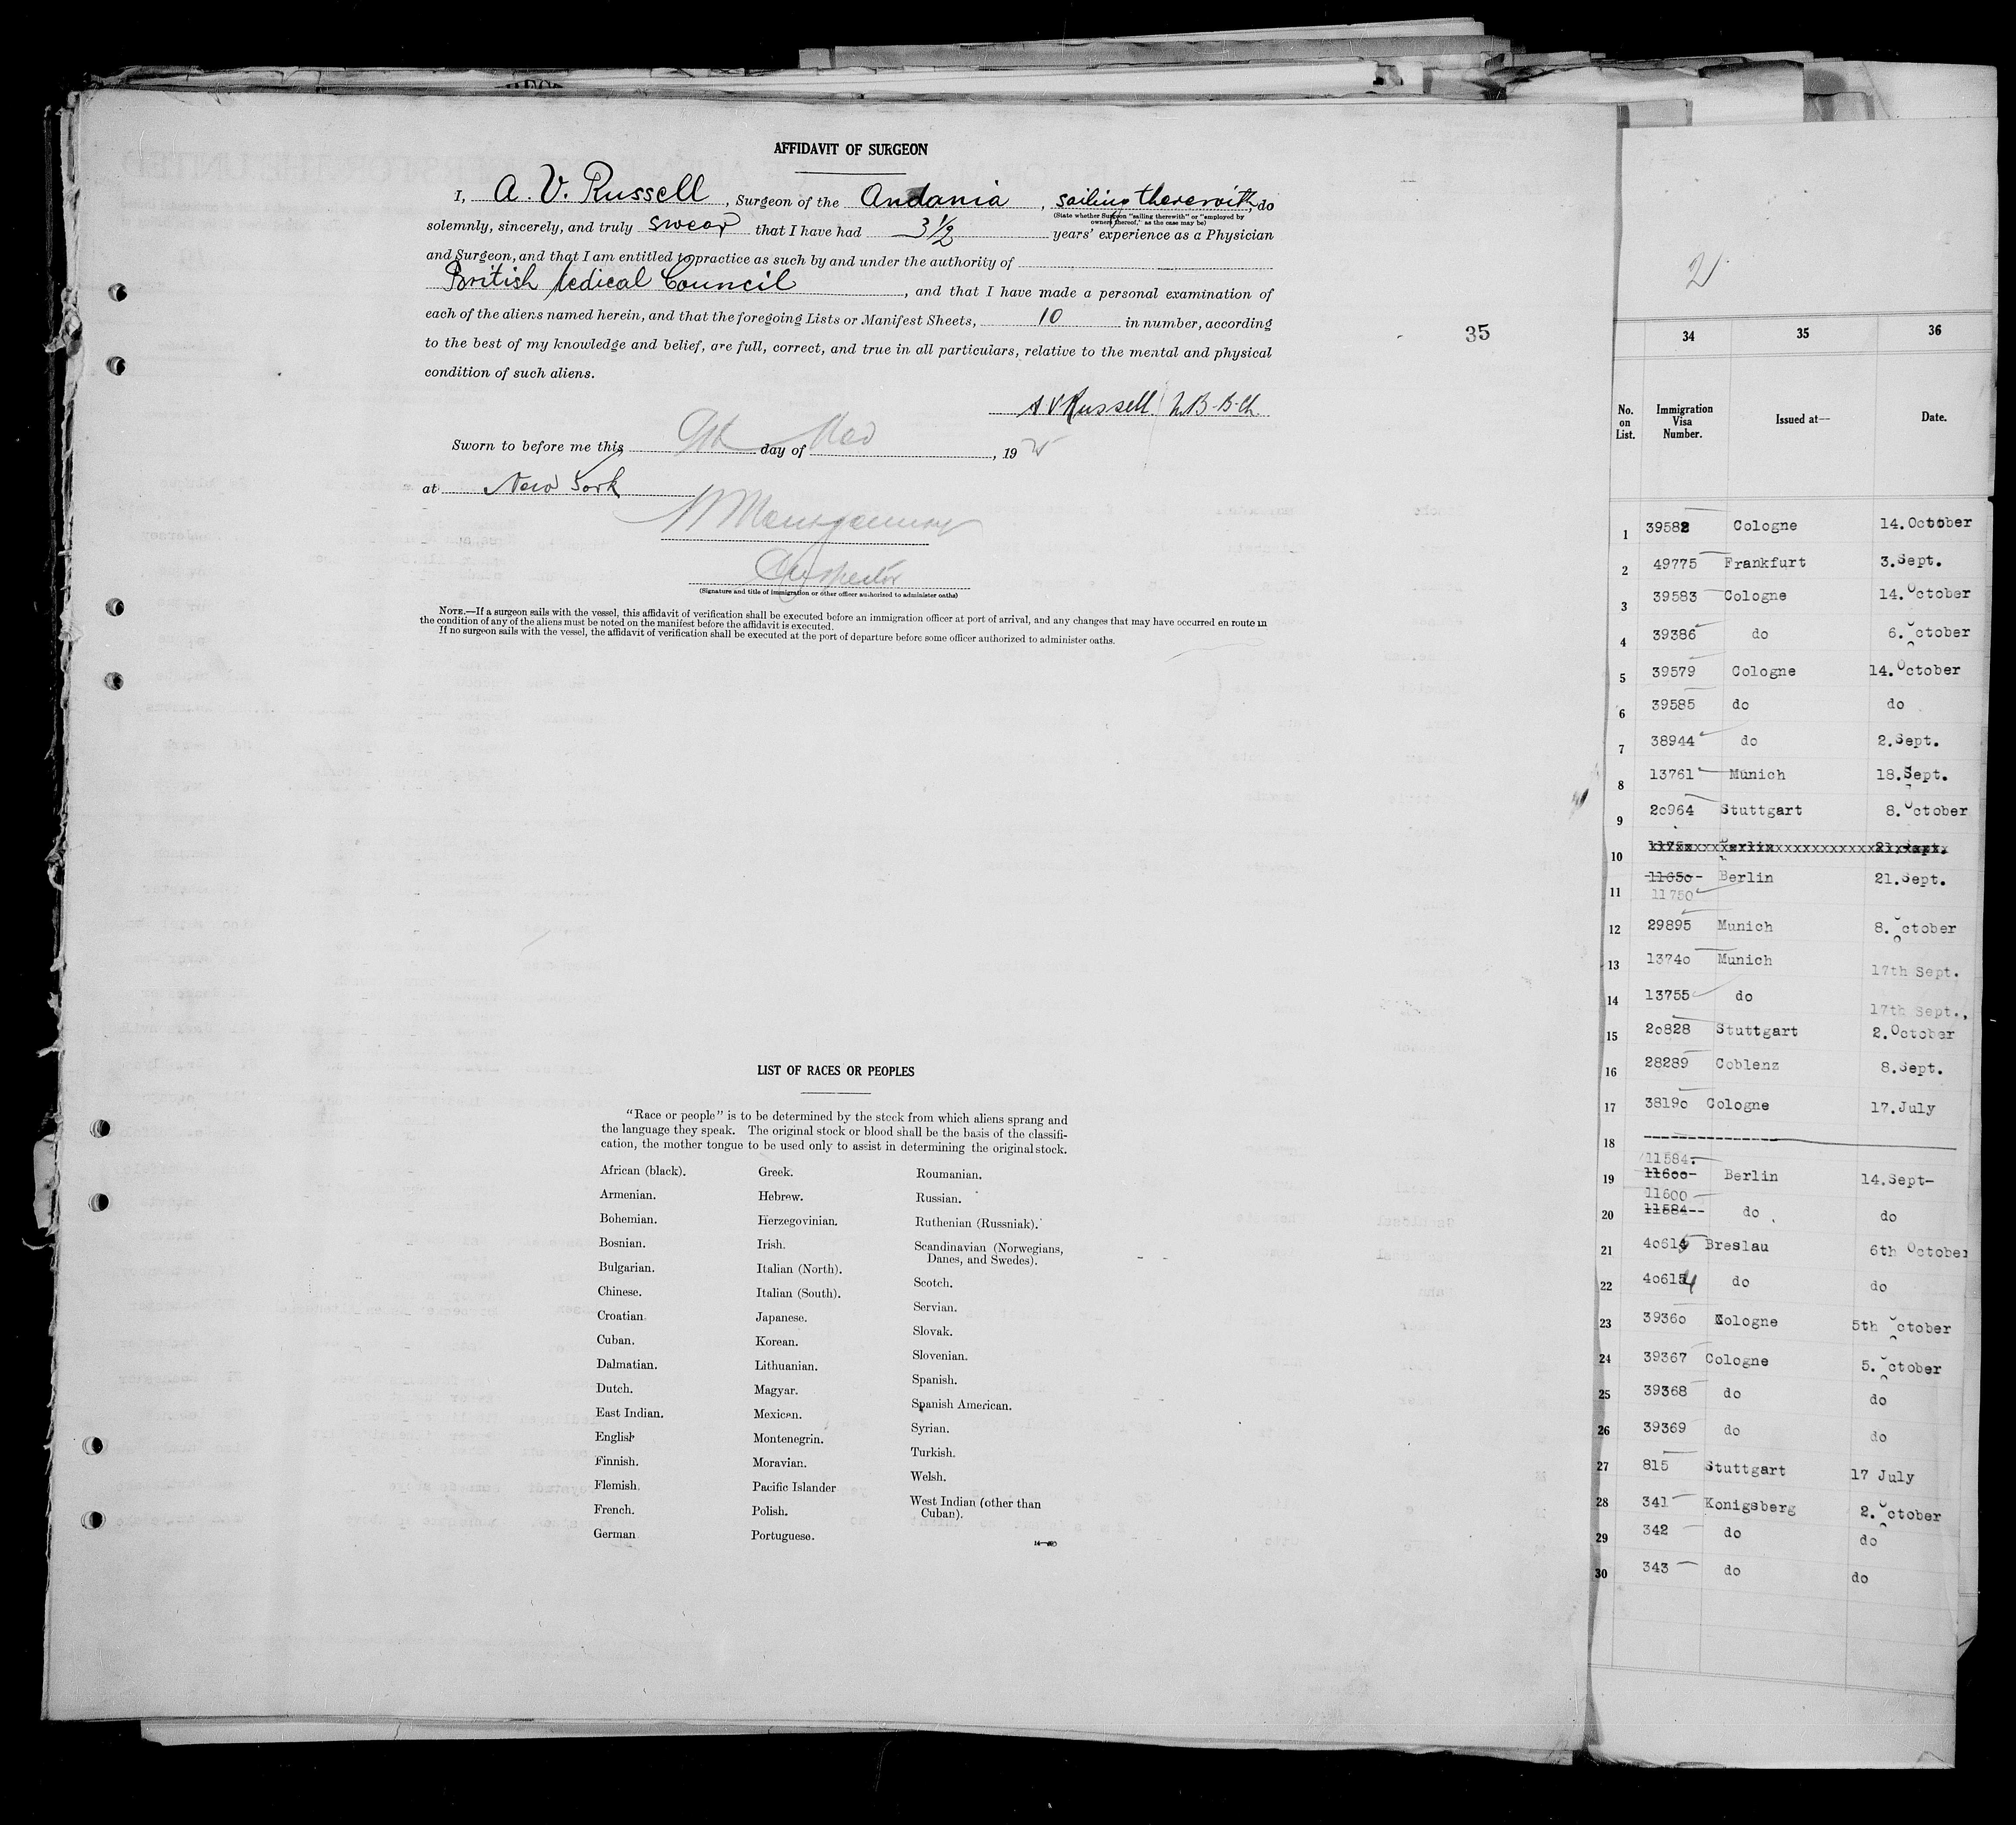 AFFIDAVIT OF SURGEON
I, A. V. Russell, Surgeon of the Andania, sailing therewith, do
(State whether Surgeon "sailing therewith" or "employed by
owners thereof," as the case may be)
solemnly, sincerely, and truly swear that I have had 3½ years' experience as a Physician
and Surgeon, and that I am entitled to practice as such by and under the authority of
British Medical Council, and that I have made a personal examination of
each of the aliens named herein, and that the foregoing Lists or Manifest Sheets, 10 in number, according
to the best of my knowledge and belief, are full, correct, and true in all particulars, relative to the mental and physical
condition of such aliens.
35
A V Russell. M.B-B.Ch.
Sworn to before me this 9th day of Nov, 1925
at New York
Montgomery
Inspector
(Signature and title of immigration or other officer authorized to administer oaths)
NOTE.—If a surgeon sails with the vessel, this affidavit of verification shall be executed before an immigration officer at port of arrival, and any changes that may have occurred en route in
the condition of any of the aliens must be noted on the manifest before the affidavit is executed.
If no surgeon sails with the vessel, the affidavit of verification shall be executed at the port of departure before some officer authorized to administer oaths.
LIST OF RACES OR PEOPLES
"Race or people" is to be determined by the stock from which aliens sprang and
the language they speak. The original stock or blood shall be the basis of the classifi-
cation, the mother tongue to be used only to assist in determining the original stock.
African (black).
Armenian.
Bohemian.
Bosnian.
Bulgarian.
Chinese.
Croatian.
Cuban.
Dalmatian.
Dutch.
East Indian.
English
Finnish.
Flemish.
French.
German
Greek.
Hebrew.
Herzegovinian.
Irish.
Italian (North).
Italian (South).
Japanese.
Korean.
Lithuanian.
Magyar.
Mexican.
Montenegrin.
Moravian.
Pacific Islander
Polish.
Portuguese.
Roumanian.
Russian.
Ruthenian (Russniak).
Scandinavian (Norwegians,
Danes, and Swedes).
Scotch.
Servian.
Slovak.
Slovenian.
Spanish.
Spanish American.
Syrian.
Turkish.
Welsh.
West Indian (other than
Cuban).
34 35 36
No. on List. Immigration Visa Number. Issued at— Date.
1 39582 Cologne 14.October
2 49775 Frankfurt 3.Sept.
3 39583 Cologne 14.October
4 39386 do 6.October
5 39579 Cologne 14.October
6 39585 do do
7 38944 do 2.Sept.
8 13761 Munich 18.Sept.
9 20964 Stuttgart 8.October
10 Berlin 21.Sept.
11 11650- Berlin 21.Sept.
11750
12 29895 Munich 8.October
13 13740 Munich 17th Sept.
14 13755 do 17th Sept.,
15 20828 Stuttgart 2.October
16 28289 Coblenz 8.Sept.
17 38190 Cologne 17.July
18 ----------------
11584-
19 11600- Berlin 14.Sept-
11600
20 11584-- do do
21 40615 Breslau 6th October
22 40614 do do
23 39360 Cologne 5th October
24 39367 Cologne 5.October
25 39368 do do
26 39369 do do
27 815 Stuttgart 17 July
28 341 Konigsberg 2.October
29 342 do do
30 343 do do